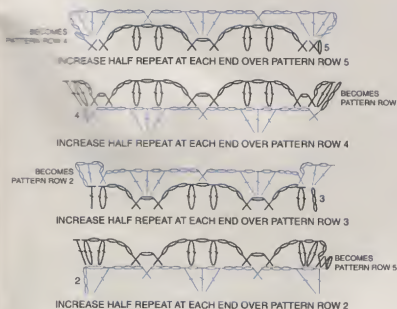 BECOMES
PATTERN ROW 4
5
INCREASE HALF REPEAT AT EACH END OVER PATTERN ROW 5
4
BECOMES
PATTERN ROW
INCREASE HALF REPEAT AT EACH END OVER PATTERN ROW 4
BECOMES
PATTERN ROW 2
3
INCREASE HALF REPEAT AT EACH END OVER PATTERN ROW 3
2
BECOMES
PATTERN ROW 5
INCREASE HALF REPEAT AT EACH END OVER PATTERN ROW 2